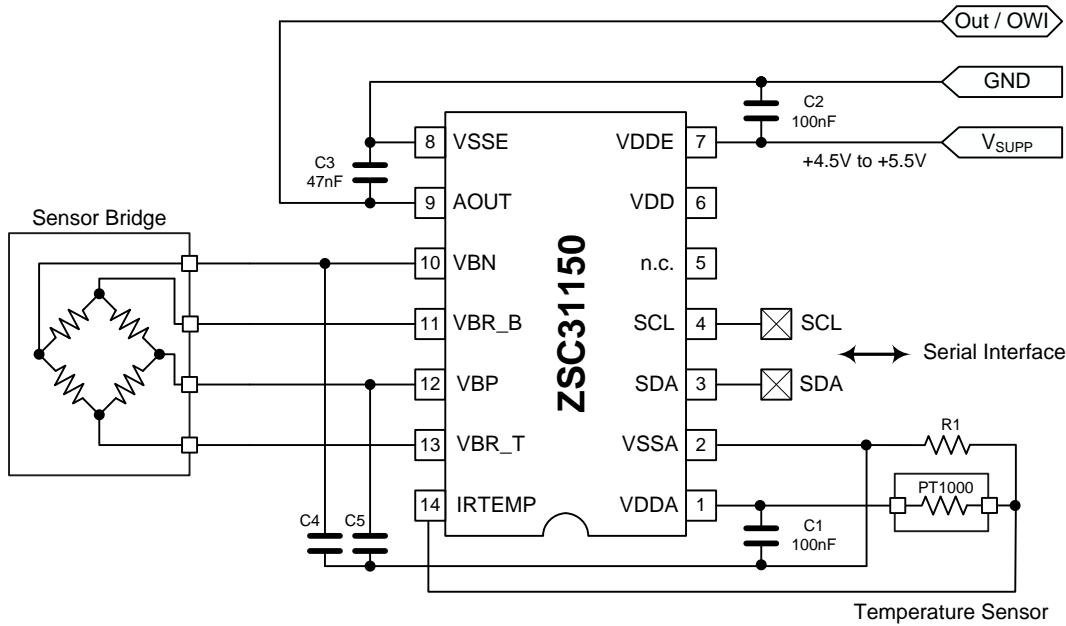 Out / OWI
GND
C2
100nF
V_SUPP
+4.5V to +5.5V
C3
47nF
8 VSSE
VDDE 7
9 AOUT
VDD 6
Sensor Bridge
10 VBN
n.c. 5
11 VBR_B
SCL 4
SCL
12 VBP
SDA 3
SDA
Serial Interface
13 VBR_T
VSSA 2
R1
14 IRTEMP
VDDA 1
PT1000
ZSC31150
C4
C5
C1
100nF
Temperature Sensor